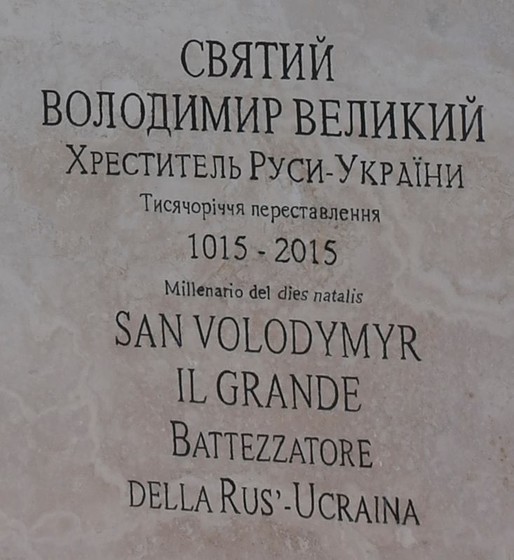 СВЯТИЙ
ВОЛОДИМИР ВЕЛИКИЙ
ХРЕСТИТЕЛЬ РУСИ-УКРАЇНИ
Тисячоріччя переставлення
1015 - 2015
Millenario del dies natalis
SAN VOLODYMYR
IL GRANDE
BATTEZZATORE
DELLA RUS'-UCRAINA